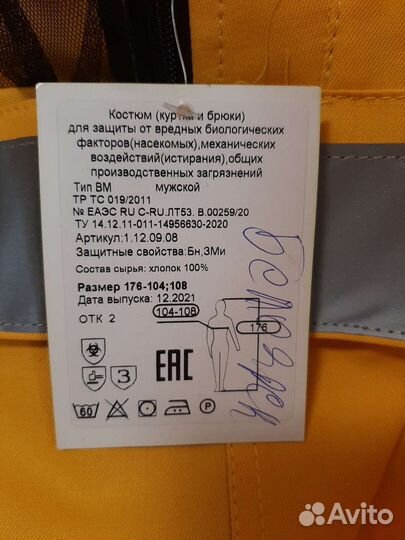 Костюм (куртка и брюки)
для защиты от вредных биологических
факторов(насекомых),механических
воздействий(истирания),общих
производственных загрязнений
Тип ВМ мужской
ТР ТС 019/2011
№ ЕАЭС RU C-RU.ЛТ53. В.00259/20
ТУ 14.12.11-011-14956630-2020
Артикул:1.12.09.08
Защитные свойства:Бн,ЗМи
Состав сырья: хлопок 100%
Размер 176-104;108
Дата выпуска: 12.2021
ОТК 2
104-108
176
3
EAC
60
P
Avito